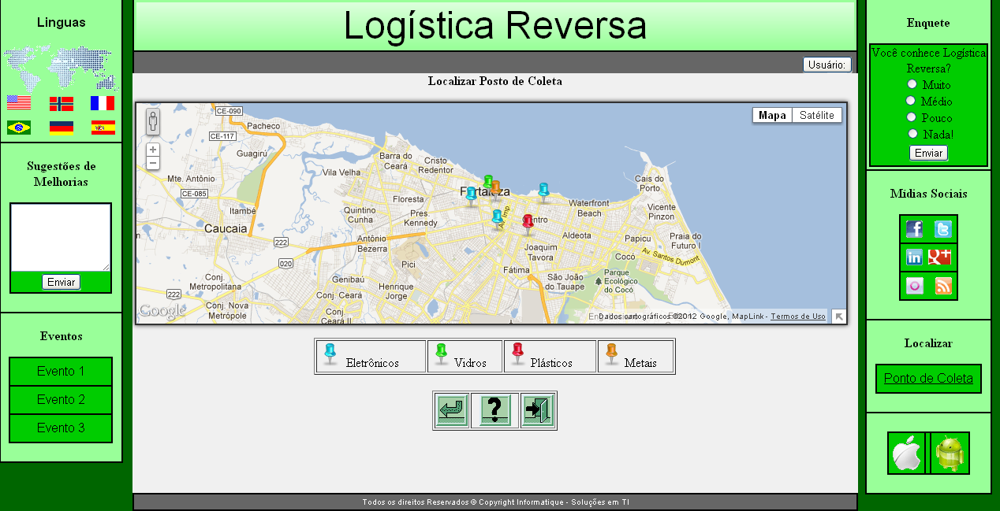 Linguas
Sugestões de
Melhorias
Enviar
Eventos
Evento 1
Evento 2
Evento 3
Logística Reversa
Usuário:
Localizar Posto de Coleta
Mapa
Satélite
CE-090
Pacheco
CE-117
Guagirú
Mte. Antônio
CE-085
Itambé
Caucaia
Vila Velha
Barra do
Ceará
Cristo
Redentor
Floresta
Quintino
Cunha
Pres.
Kennedy
Antônio
Bezerra
222
020
Pici
Genibaú
Henrique
Jorge
Conj.
Metropolitana
222
Conj. Ceará
Conj. Nova
Metrópole
Conj.
Ceará II
Waterfront
Beach
Aldeota
Joaquim
Tavora
Fátima
São João
do Tauape
Cais do
Porto
Vicente
Pinzon
Papicu
Praia do
Futuro I
Cocó
Av. Santos Dumont
Parque
Ecológico
do Cocó
Google
©2012 Google, MapLink - Termos de Uso
Eletrônicos
Vidros
Plásticos
Metais
?
Todos os direitos Reservados © Copyright Informatique - Soluções em TI
Enquete
Você conhece Logística
Reversa?
Muito
Médio
Pouco
Nada!
Enviar
Mídias Sociais
Localizar
Ponto de Coleta